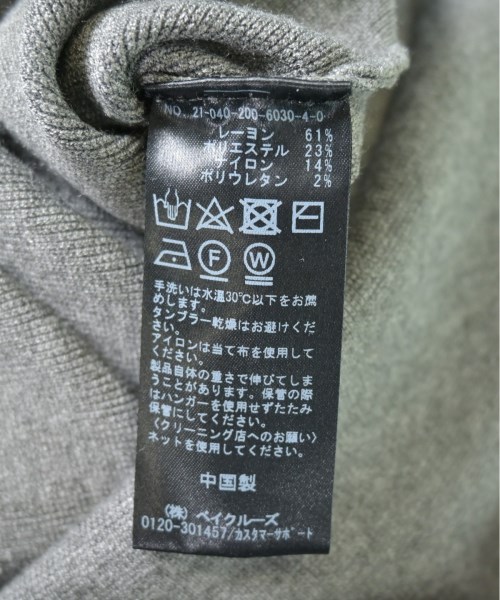 NO. 21-040-200-6030-4-0
レーヨン 61%
ポリエステル 23%
ナイロン 14%
ポリウレタン 2%
F
W
手洗いは水温30℃以下をお薦
めします。
タンブラー乾燥はお避けくだ
さい。
アイロンは当て布を使用して
ください。
製品自体の重さで伸びてしま
う事があります。保管の際
はハンガーを使用せずたたみ
保管にしてください。
〈クリーニング店へのお願い〉
ネットを使用してください。
中国製
(株) ベイクルーズ
0120-301457/カスタマーサポート